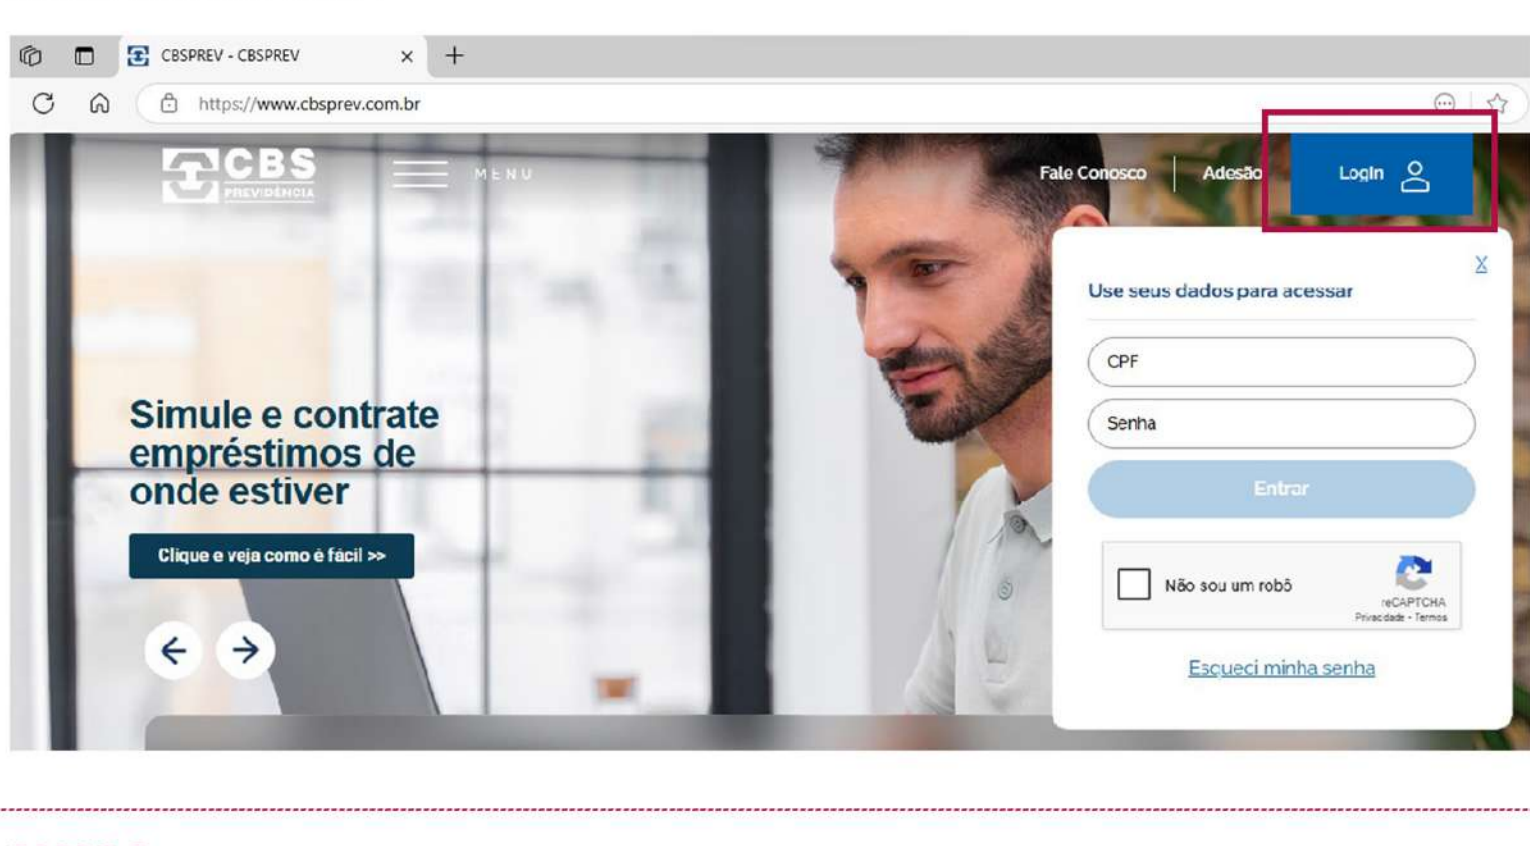 CBSPREV - CBSPREV
https://www.cbsprev.com.br
CBS
PREVIDÊNCIA
MENU
Fale Conosco
Adesão
Login
X
Use seus dados para acessar
CPF
Senha
Entrar
Não sou um robô
reCAPTCHA
Privacidade - Termos
Esqueci minha senha
Simule e contrate
empréstimos de
onde estiver
Clique e veja como é fácil >>